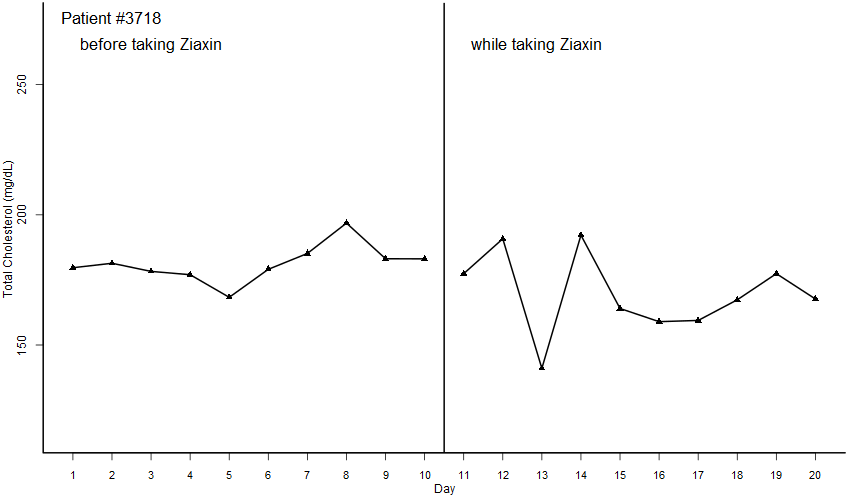 Patient #3718
before taking Ziaxin
while taking Ziaxin
Total Cholesterol (mg/dL)
250
200
150
1 2 3 4 5 6 7 8 9 10 11 12 13 14 15 16 17 18 19 20
Day